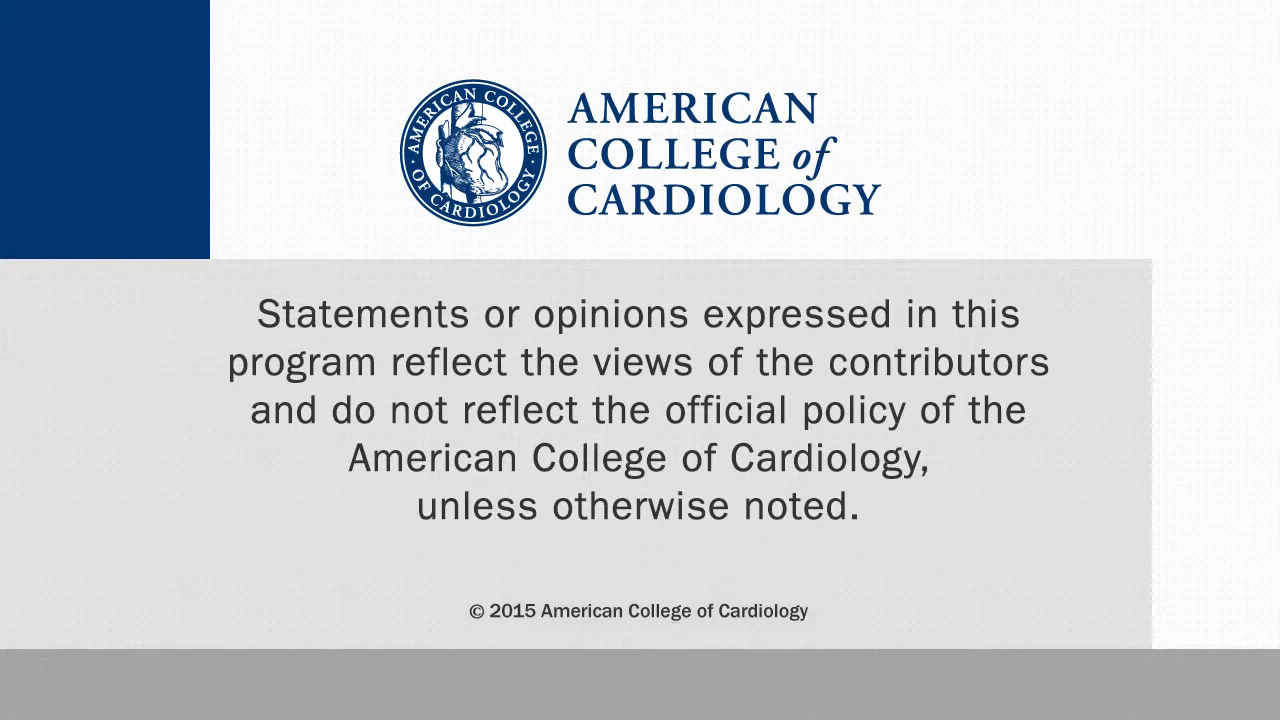 AMERICAN COLLEGE
OF CARDIOLOGY
AMERICAN
COLLEGE of
CARDIOLOGY
Statements or opinions expressed in this
program reflect the views of the contributors
and do not reflect the official policy of the
American College of Cardiology,
unless otherwise noted.
© 2015 American College of Cardiology